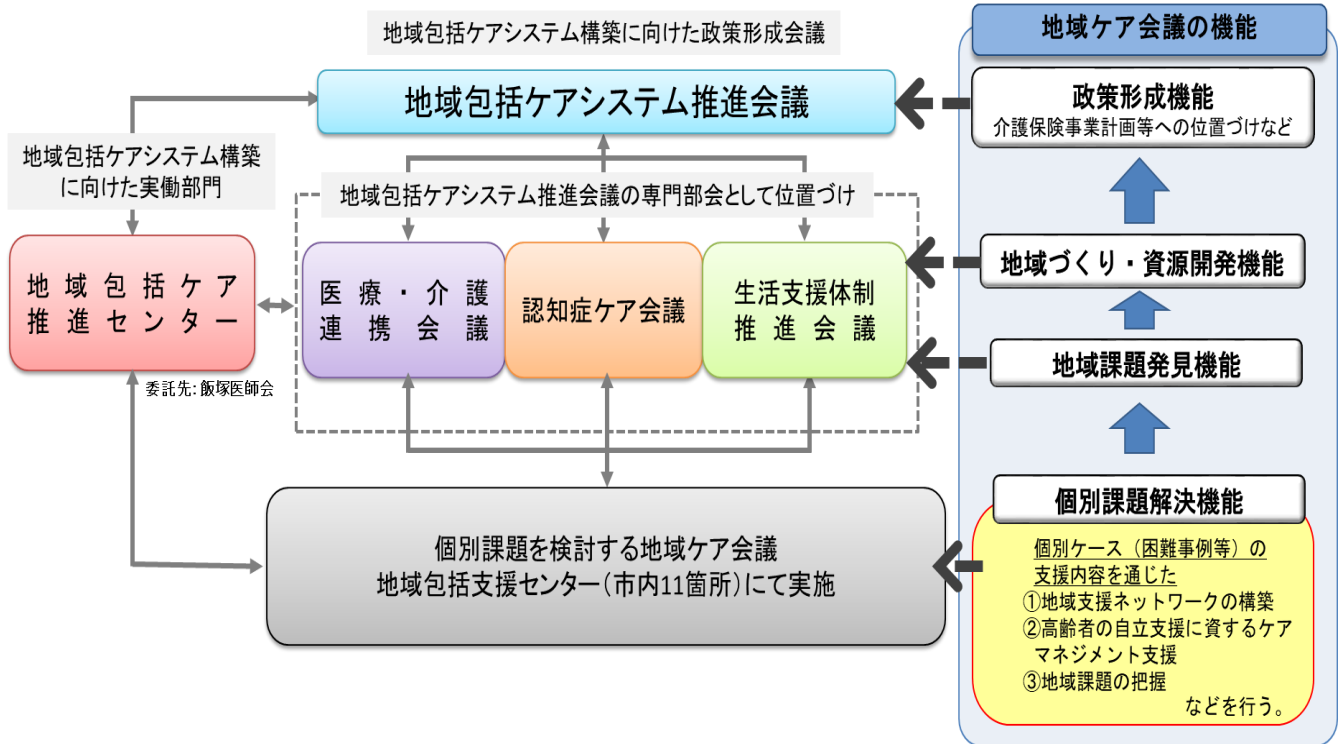 地域包括ケアシステム構築に向けた政策形成会議
地域包括ケアシステム推進会議
地域包括ケアシステム構築
に向けた実働部門
地域包括ケアシステム推進会議の専門部会として位置づけ
地域包括ケア
推進センター
委託先：飯塚医師会
医療・介護
連携会議
認知症ケア会議
生活支援体制
推進会議
個別課題を検討する地域ケア会議
地域包括支援センター（市内11箇所）にて実施
地域ケア会議の機能
政策形成機能
介護保険事業計画等への位置づけなど
地域づくり・資源開発機能
地域課題発見機能
個別課題解決機能
個別ケース（困難事例等）の
支援内容を通じた
①地域支援ネットワークの構築
②高齢者の自立支援に資するケア
マネジメント支援
③地域課題の把握
などを行う。